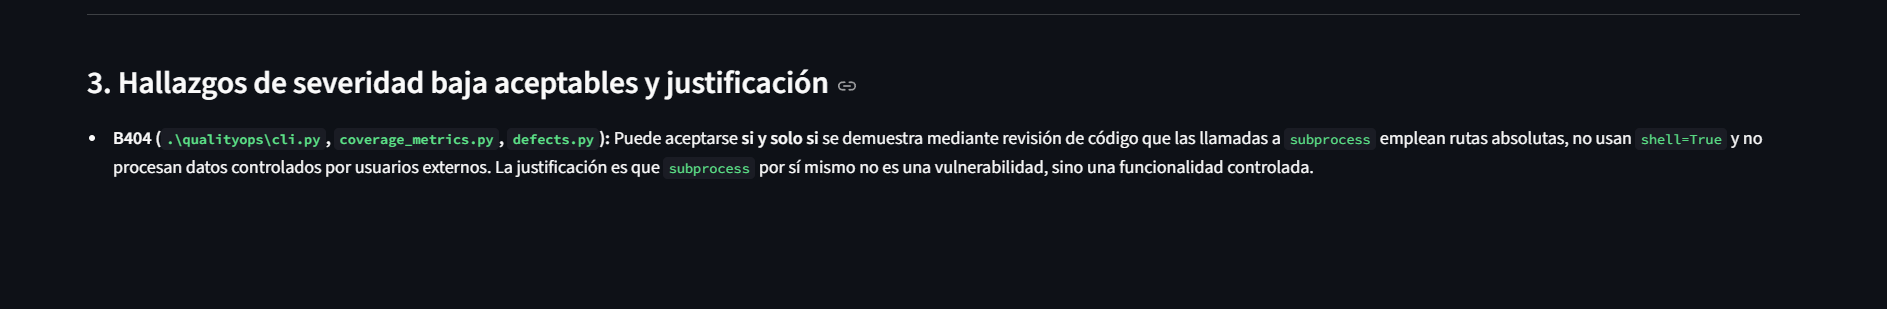 3. Hallazgos de severidad baja aceptables y justificación
• B404 ( .\qualityops\cli.py , coverage_metrics.py , defects.py ): Puede aceptarse si y solo si se demuestra mediante revisión de código que las llamadas a subprocess emplean rutas absolutas, no usan shell=True y no
procesan datos controlados por usuarios externos. La justificación es que subprocess por sí mismo no es una vulnerabilidad, sino una funcionalidad controlada.